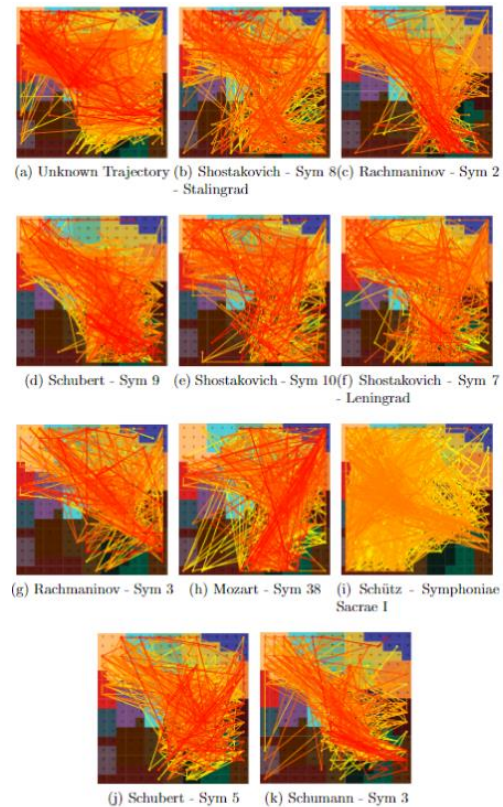 (a) Unknown Trajectory (b) Shostakovich - Sym 8 (c) Rachmaninov - Sym 2
- Stalingrad
(d) Schubert - Sym 9 (e) Shostakovich - Sym 10 (f) Shostakovich - Sym 7
- Leningrad
(g) Rachmaninov - Sym 3 (h) Mozart - Sym 38 (i) Schütz - Symphoniae
Sacrae I
(j) Schubert - Sym 5 (k) Schumann - Sym 3